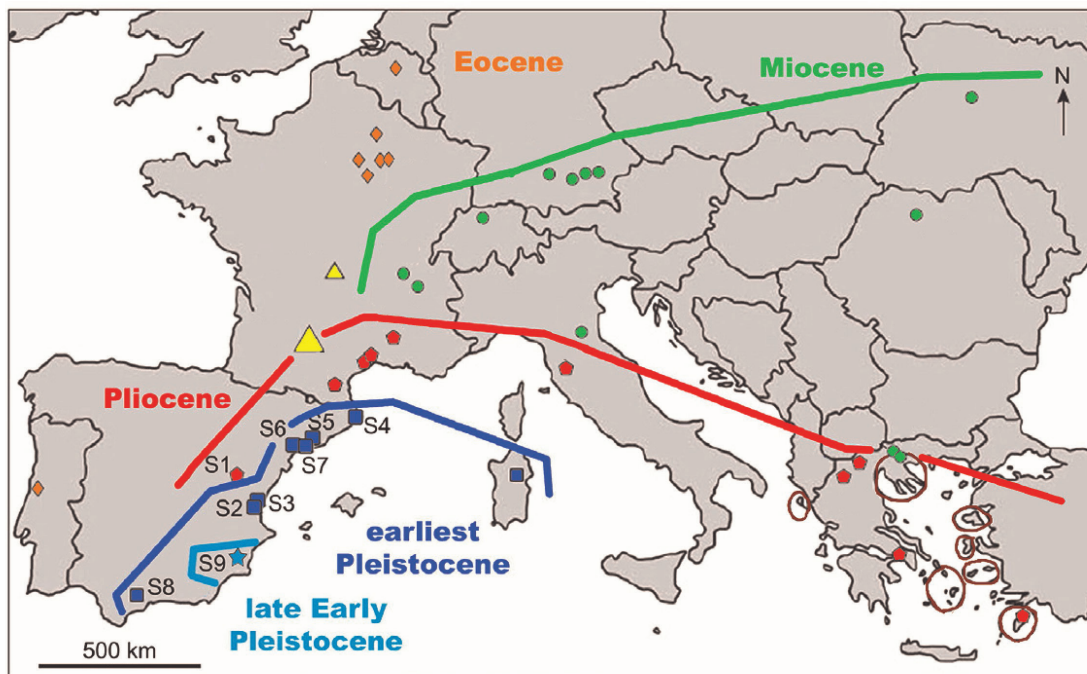 Eocene
Miocene
N
Pliocene
S6
S5
S4
S1
S7
S3
S2
earliest
Pleistocene
S9
S8
late Early
Pleistocene
500 km